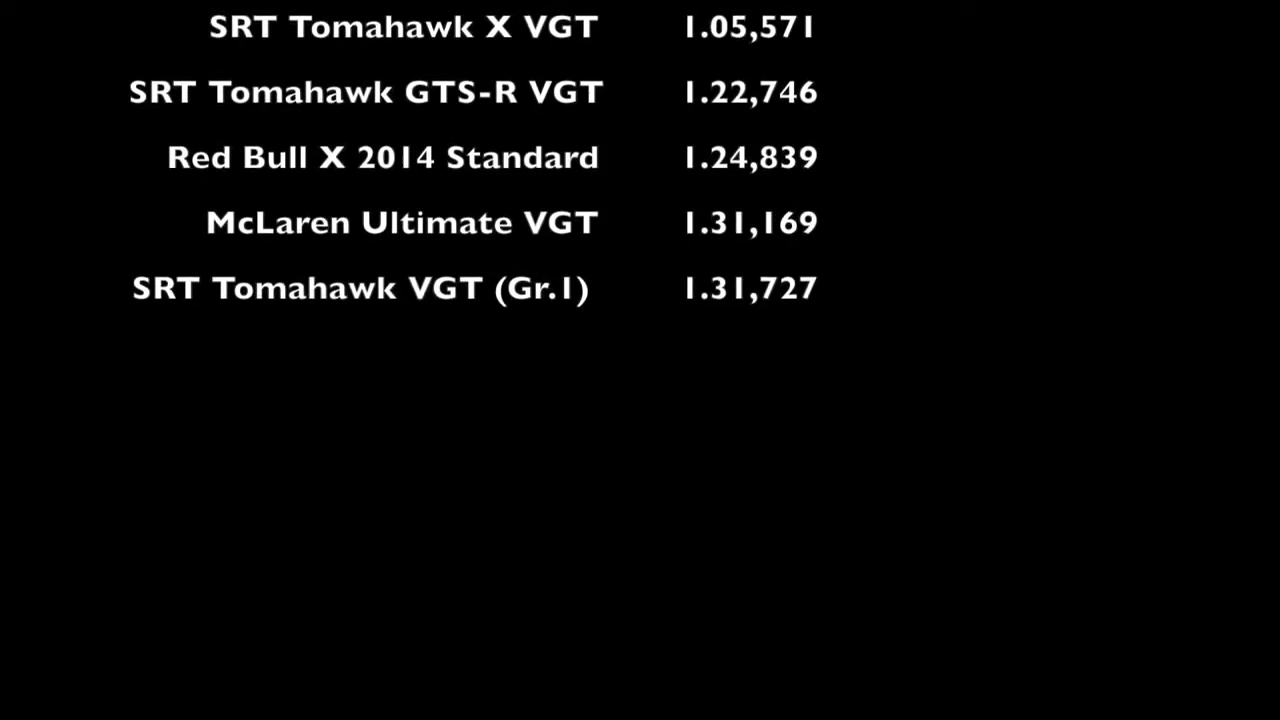 SRT Tomahawk X VGT 1.05,571
SRT Tomahawk GTS-R VGT 1.22,746
Red Bull X 2014 Standard 1.24,839
McLaren Ultimate VGT 1.31,169
SRT Tomahawk VGT (Gr.1) 1.31,727